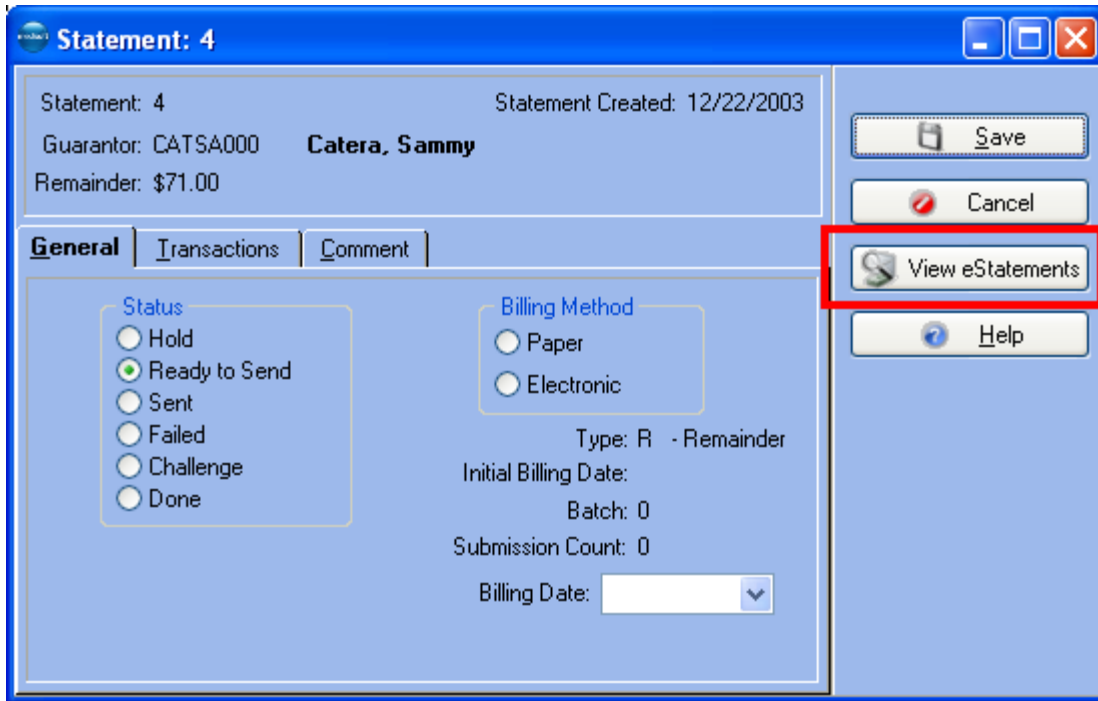 Statement: 4
Statement: 4 Statement Created: 12/22/2003
Guarantor: CATSA000 Catera, Sammy
Remainder: $71.00
Save
Cancel
View eStatements
Help
General Transactions Comment
Status
Hold
Ready to Send
Sent
Failed
Challenge
Done
Billing Method
Paper
Electronic
Type: R - Remainder
Initial Billing Date:
Batch: 0
Submission Count: 0
Billing Date: